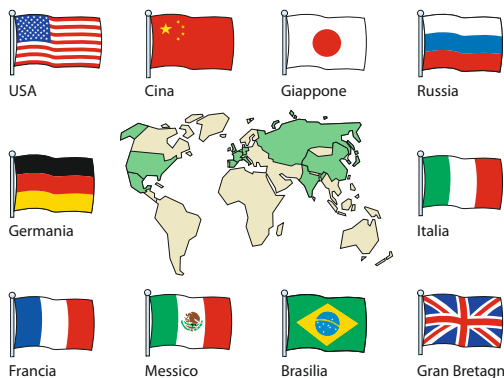 USA
Cina
Giappone
Russia
Germania
Italia
Francia
Messico
Brasilia
Gran Bretagn